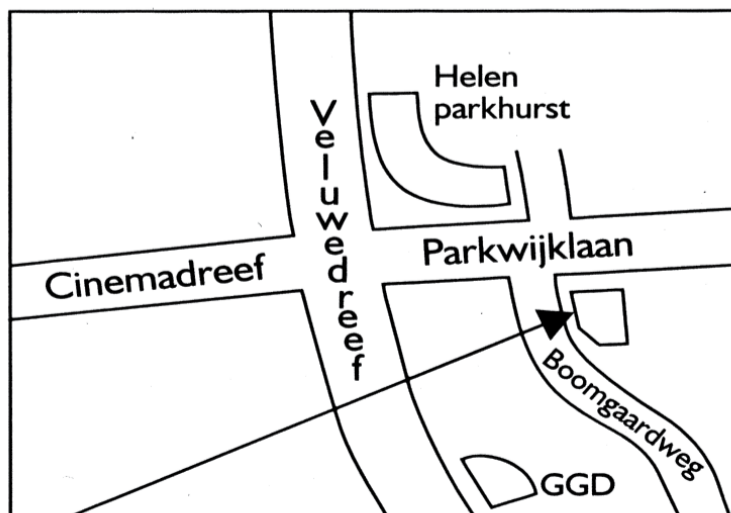 Helen
parkhurst
Veluwedreef
Parkwijklaan
Cinemadreef
Boomgaardweg
GGD